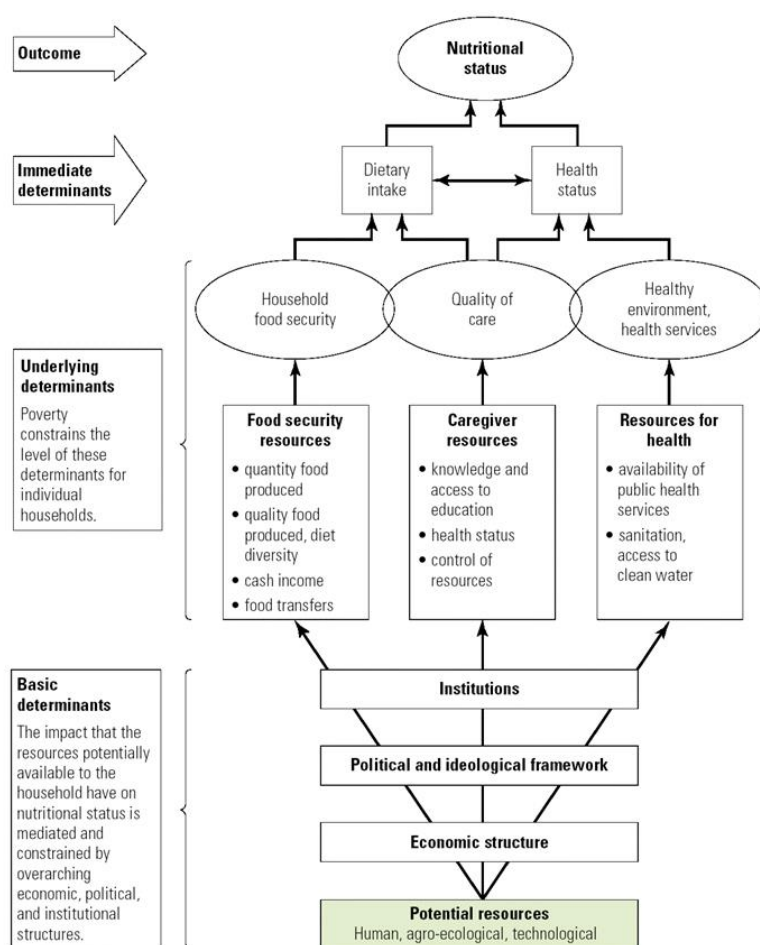 Outcome
Nutritional
status
Immediate
determinants
Dietary
intake
Health
status
Household
food security
Quality of
care
Healthy
environment,
health services
Underlying
determinants
Poverty
constrains the
level of these
determinants for
individual
households.
Food security
resources
• quantity food
produced
• quality food
produced, diet
diversity
• cash income
• food transfers
Caregiver
resources
• knowledge and
access to
education
• health status
• control of
resources
Resources for
health
• availability of
public health
services
• sanitation,
access to
clean water
Basic
determinants
The impact that the
resources potentially
available to the
household have on
nutritional status is
mediated and
constrained by
overarching
economic, political,
and institutional
structures.
Institutions
Political and ideological framework
Economic structure
Potential resources
Human, agro-ecological, technological